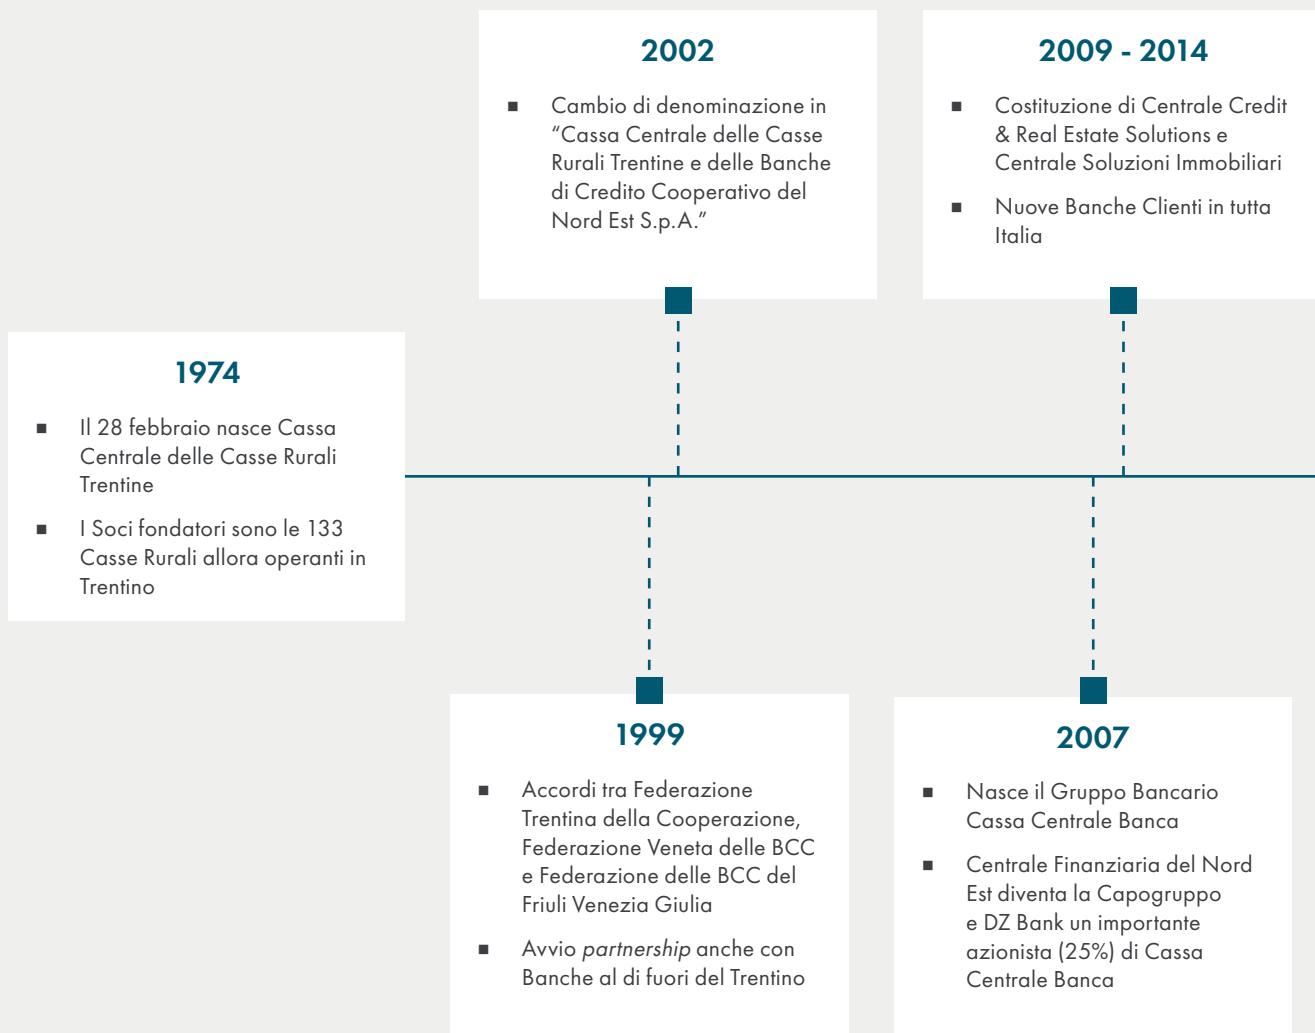 1974
Il 28 febbraio nasce Cassa
Centrale delle Casse Rurali
Trentine
I Soci fondatori sono le 133
Casse Rurali allora operanti in
Trentino
1999
Accordi tra Federazione
Trentina della Cooperazione,
Federazione Veneta delle BCC
e Federazione delle BCC del
Friuli Venezia Giulia
Avvio partnership anche con
Banche al di fuori del Trentino
2002
Cambio di denominazione in
“Cassa Centrale delle Casse
Rurali Trentine e delle Banche
di Credito Cooperativo del
Nord Est S.p.A.”
2007
Nasce il Gruppo Bancario
Cassa Centrale Banca
Centrale Finanziaria del Nord
Est diventa la Capogruppo
e DZ Bank un importante
azionista (25%) di Cassa
Centrale Banca
2009 - 2014
Costituzione di Centrale Credit
& Real Estate Solutions e
Centrale Soluzioni Immobiliari
Nuove Banche Clienti in tutta
Italia